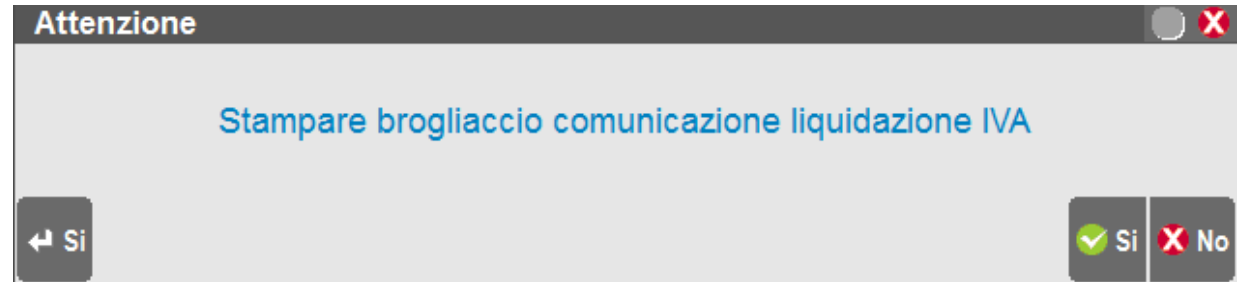 Attenzione
Stampare brogliaccio comunicazione liquidazione IVA
Si
Si No